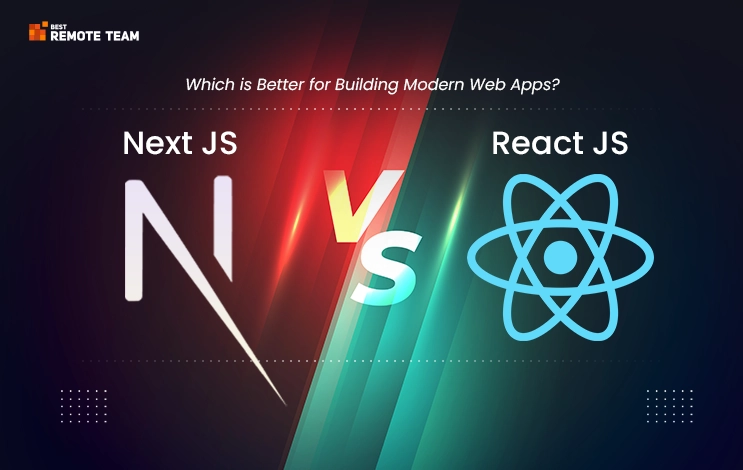 BEST
REMOTE TEAM
Which is Better for Building Modern Web Apps?
Next JS
React JS
VS